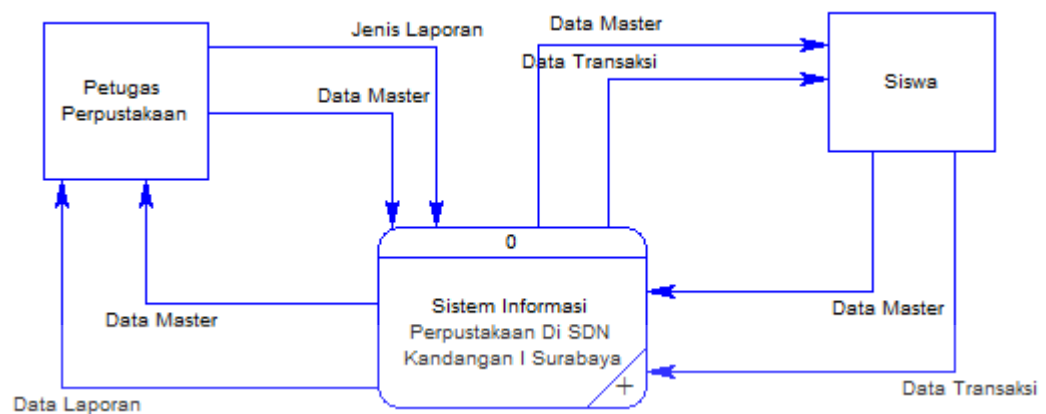 Jenis Laporan
Data Master
Data Transaksi
Petugas
Perpustakaan
Data Master
Siswa
0
Sistem Informasi
Perpustakaan Di SDN
Kandangan I Surabaya
+
Data Master
Data Master
Data Laporan
Data Transaksi